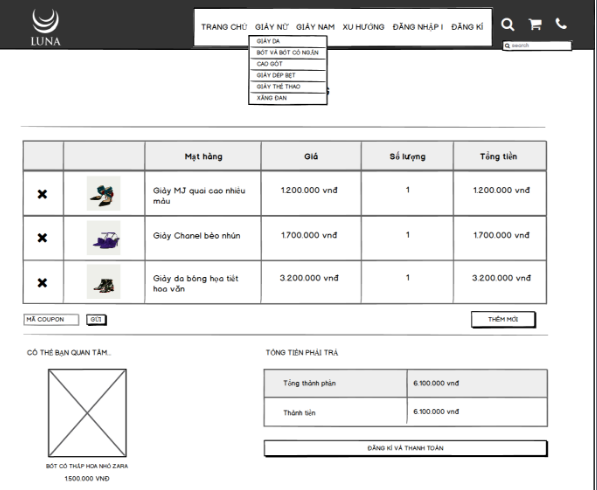 LUNA
TRANG CHỦ GIÀY NỮ GIÀY NAM XU HƯỚNG ĐĂNG NHẬP I ĐĂNG KÍ
search
GIÀY DA
BỐT VÀ BỐT CỔ NGẮN
CAO GÓT
GIÀY DÉP BẸT
GIÀY THỂ THAO
XĂNG ĐAN
G
Mạt hàng Giá Số lượng Tổng tiền
Giày MJ quai cao nhiều
màu
1.200.000 vnđ 1 1.200.000 vnđ
Giày Chanel bèo nhún 1.700.000 vnđ 1 1.700.000 vnđ
Giày da bóng họa tiết
hoa văn
3.200.000 vnđ 1 3.200.000 vnđ
MÃ COUPON GỬI THÊM MỚI
CÓ THỂ BẠN QUAN TÂM.. TỔNG TIỀN PHẢI TRẢ
Tổng thành phần 6.100.000 vnđ
Thành tiền 6.100.000 vnđ
ĐĂNG KÍ VÀ THANH TOÁN
BỐT CỔ THẤP HOA NHỎ ZARA
1.500.000 VNĐ